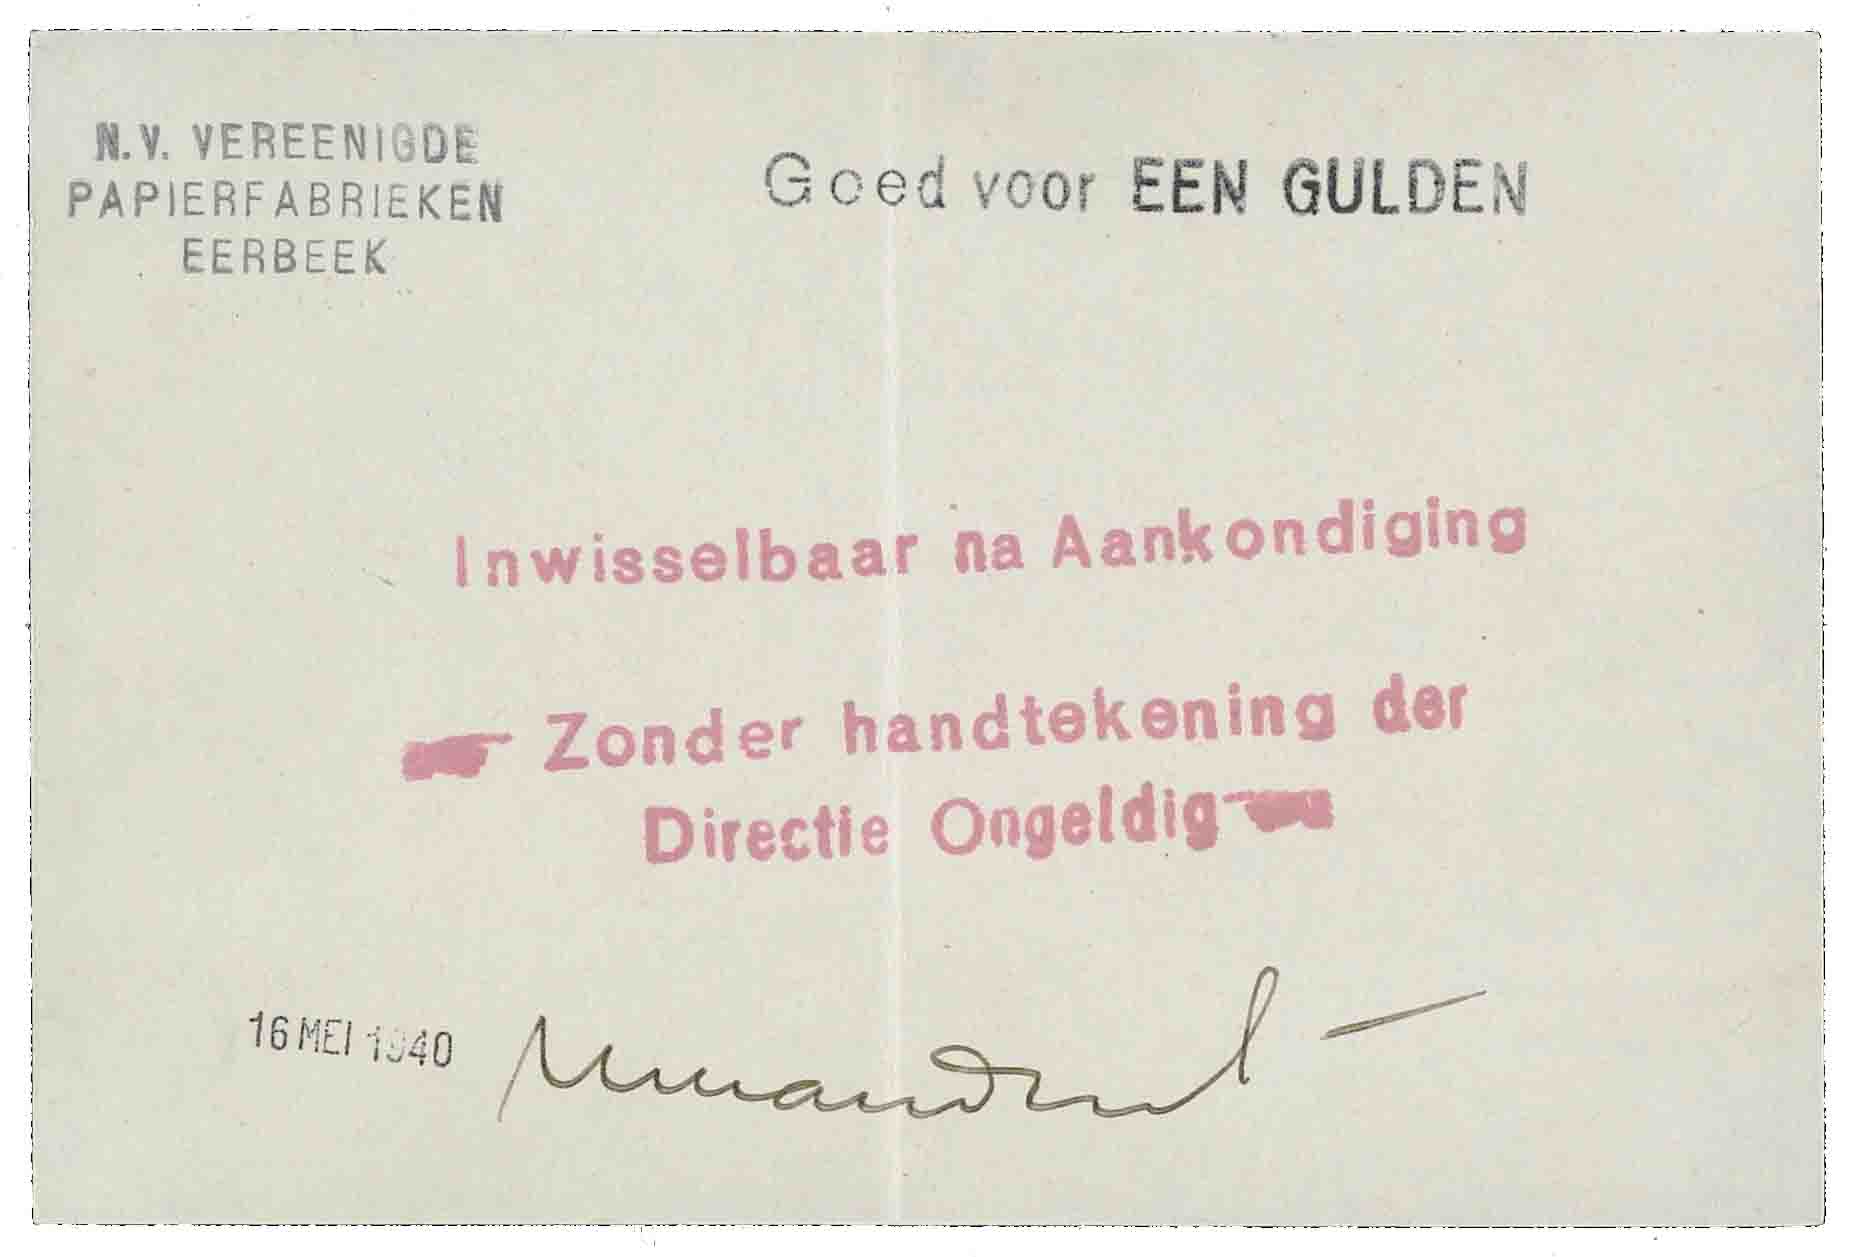 N.V. VEREENIGDE
PAPIERFABRIEKEN
EERBEEK
Goed voor EEN GULDEN
Inwisselbaar na Aankondiging
Zonder handtekening der
Directie Ongeldig
16 MEI 1940